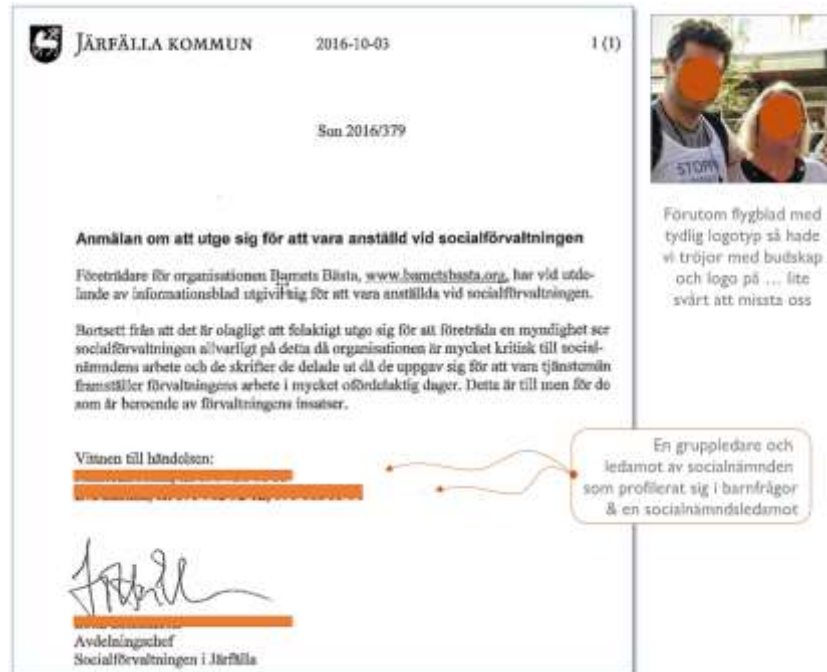 JÄRFÄLLA KOMMUN 2016-10-03 1 (1)
Son 2016/379
Anmälan om att utge sig för att vara anställd vid socialförvaltningen
Företrädare för organisationen Barnets Bästa, www.barnetsbasta.org, har vid utde-
lande av informationsblad utgivit sig för att vara anställda vid socialförvaltningen.
Bortsett från att det är olagligt att felaktigt utge sig för att företräda en myndighet ser
socialförvaltningen allvarligt på detta då organisationen är mycket kritisk till social-
nämndens arbete och de skrifter de delade ut då de uppgav sig för att vara tjänstemän
framställer förvaltningens arbete i mycket ofördelaktig dager. Detta är till men för de
som är beroende av förvaltningens insatser.
Vittnen till händelsen:
Avdelningschef
Socialförvaltningen i Järfälla
STOPP
Förutom flygblad med
tydlig logotyp så hade
vi tröjor med budskap
och logo på ... lite
svårt att missta oss
En gruppledare och
ledamot av socialnämnden
som profilerat sig i barnfrågor
& en socialnämndsledamot